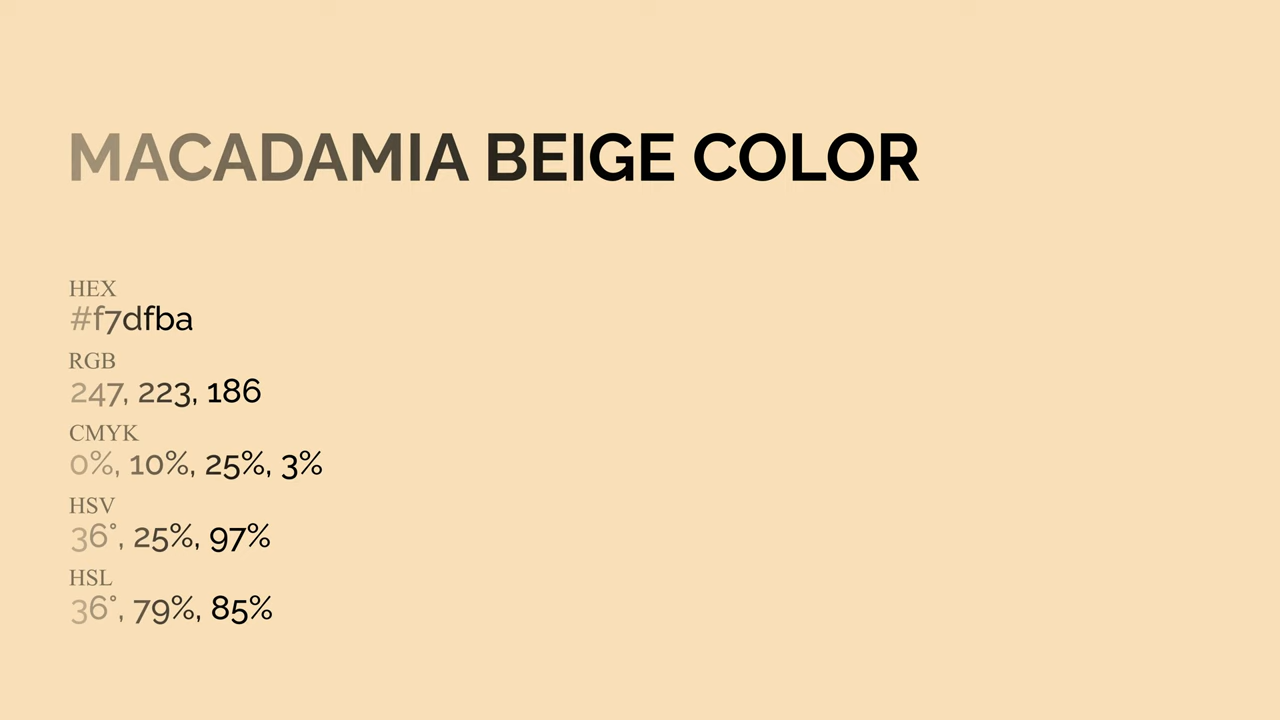 MACADAMIA BEIGE COLOR
HEX
#f7dfba
RGB
247, 223, 186
CMYK
0%, 10%, 25%, 3%
HSV
36°, 25%, 97%
HSL
36°, 79%, 85%